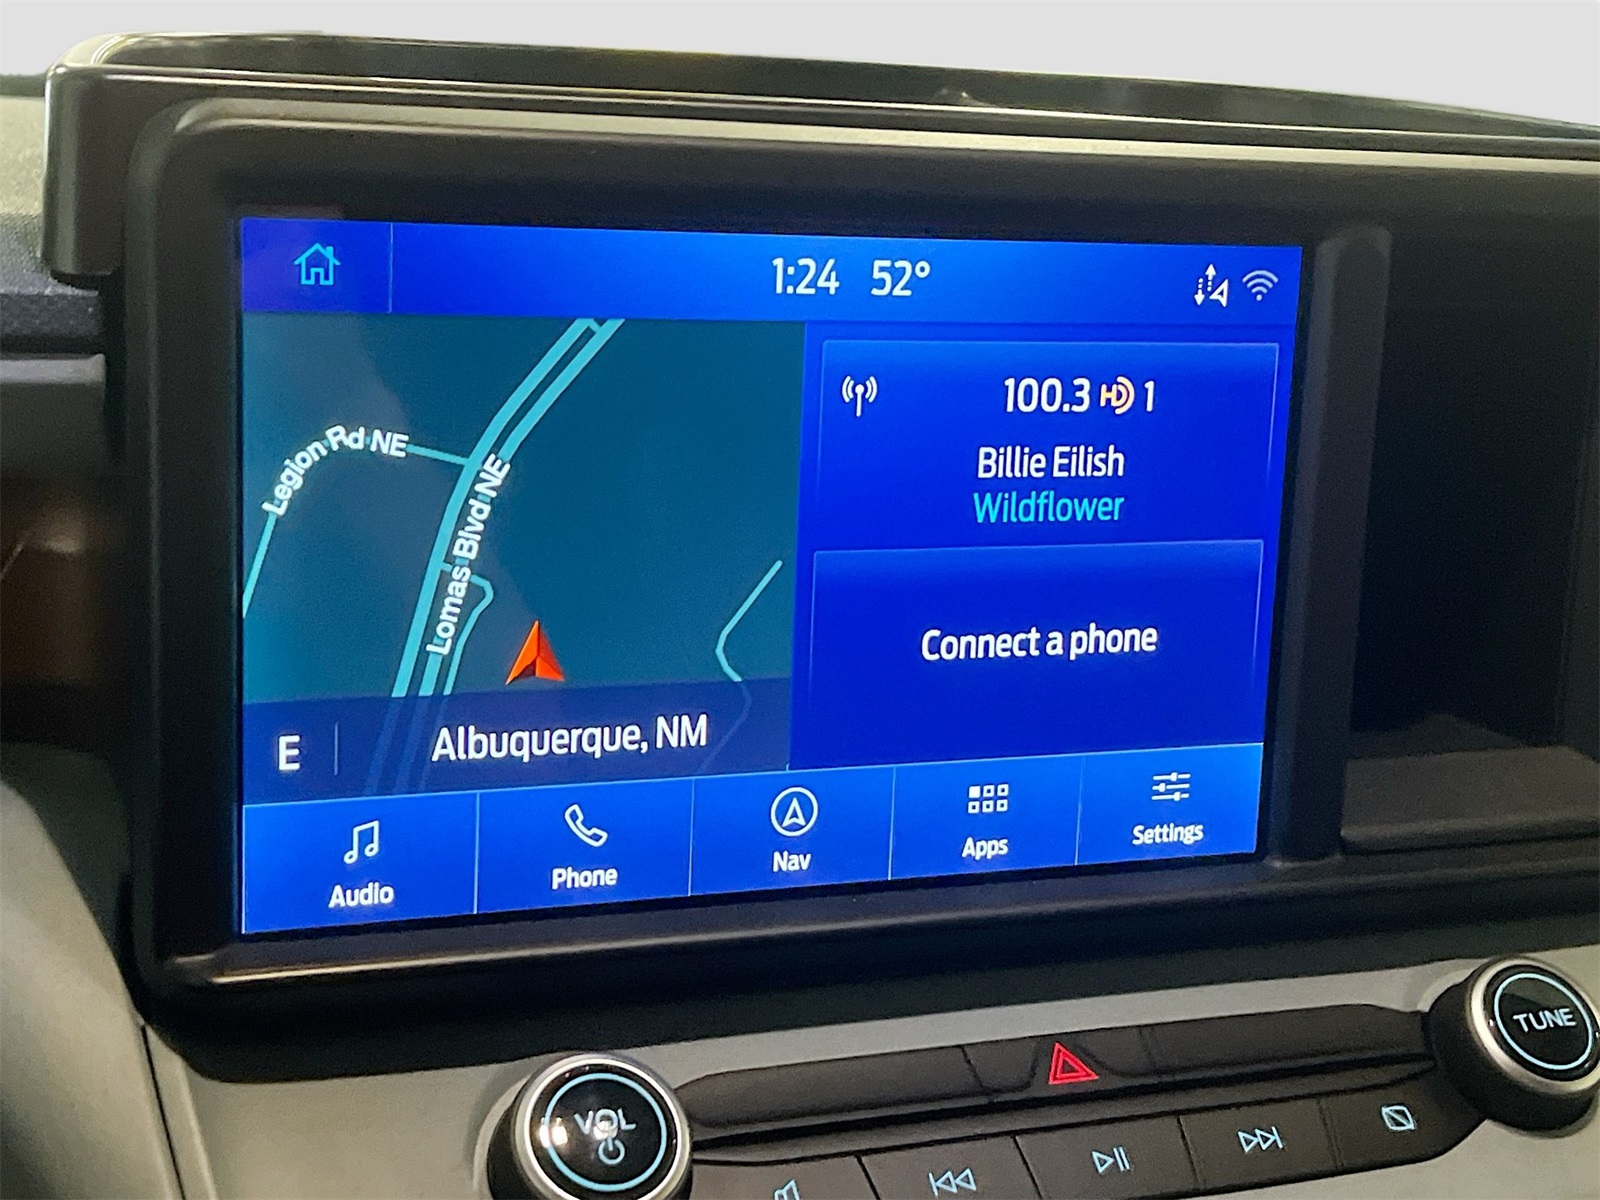 1:24 52°
100.3 HD 1
Billie Eilish
Wildflower
Legion Rd NE
Lomas Blvd NE
Connect a phone
E
Albuquerque, NM
Audio
Phone
Nav
Apps
Settings
VOL
TUNE